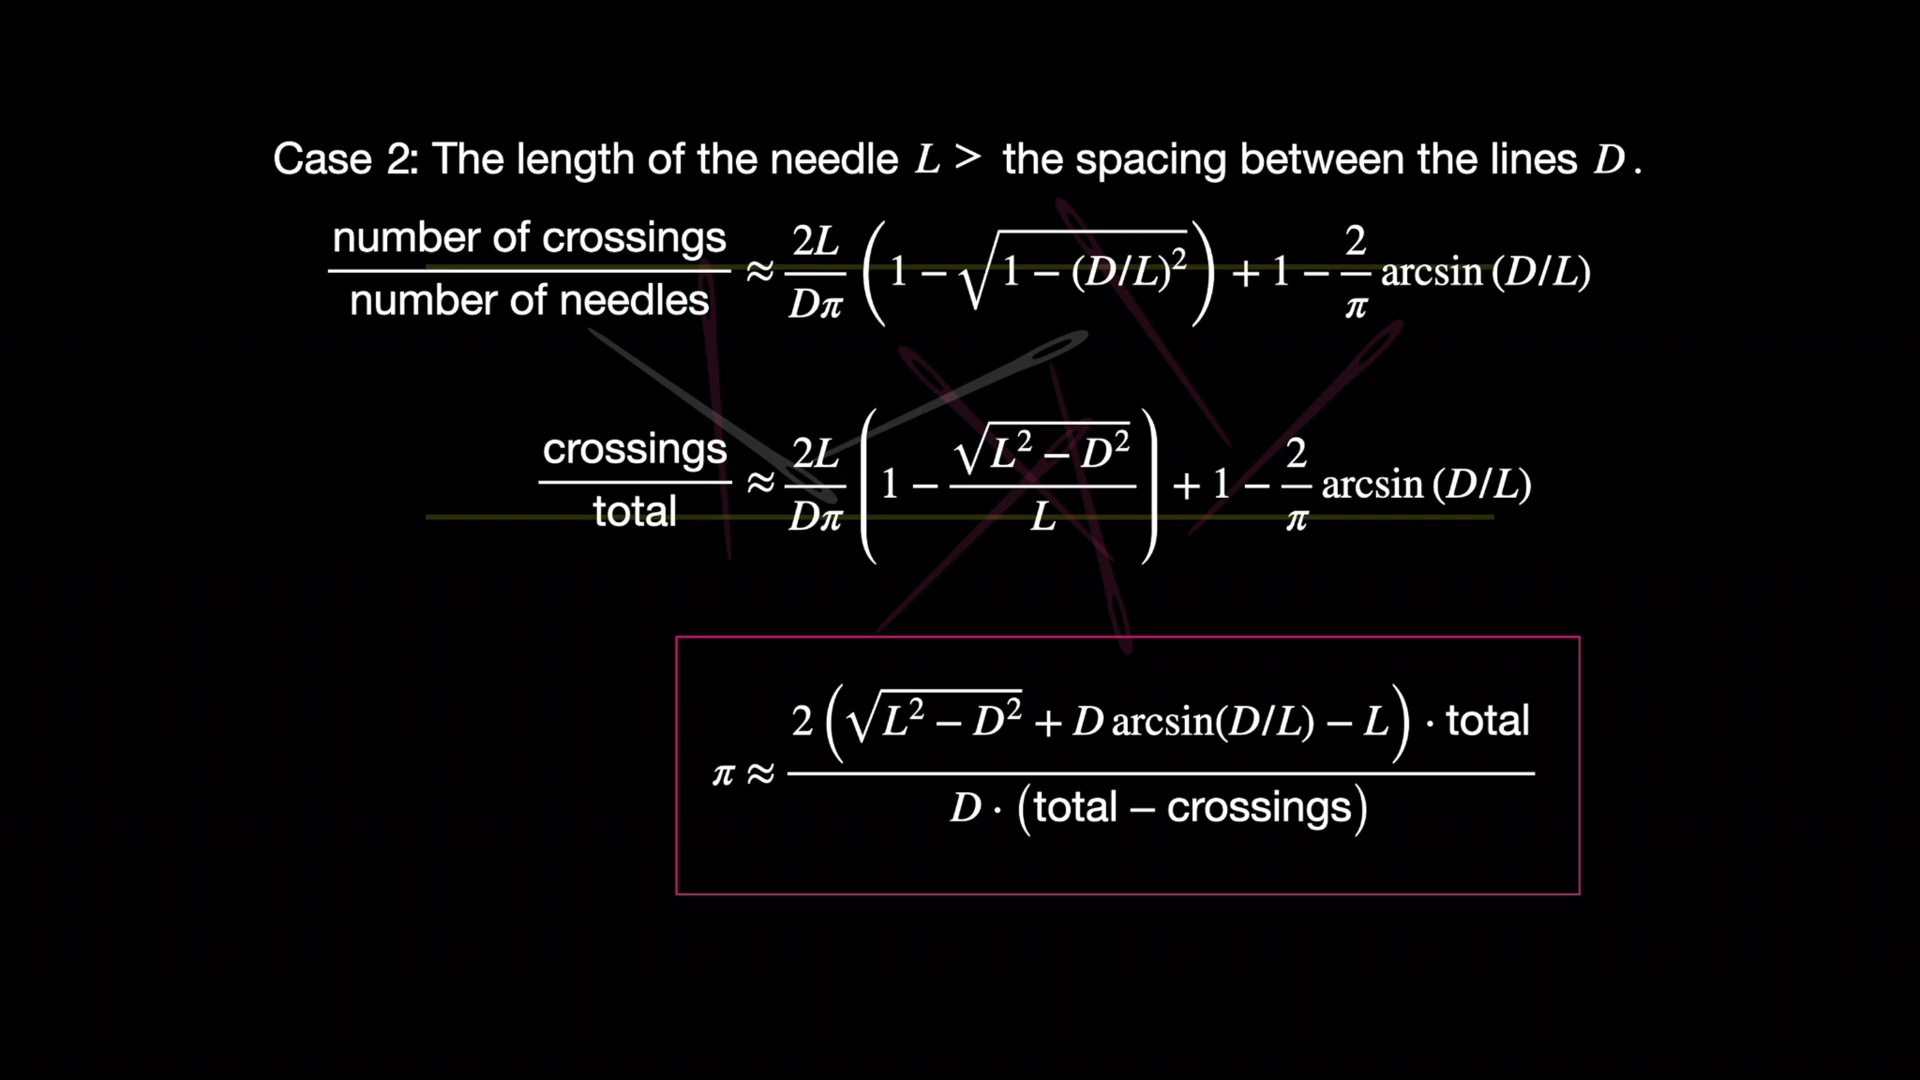 Case 2: The length of the needle L > the spacing between the lines D.
number of crossings / number of needles ≈ 2L/Dπ (1 − √(1 − (D/L)²)) + 1 − 2/π arcsin (D/L)
crossings / total ≈ 2L/Dπ (1 − √(L² − D²)/L) + 1 − 2/π arcsin (D/L)
π ≈ 2(√(L² − D²) + D arcsin(D/L) − L) · total / D · (total − crossings)